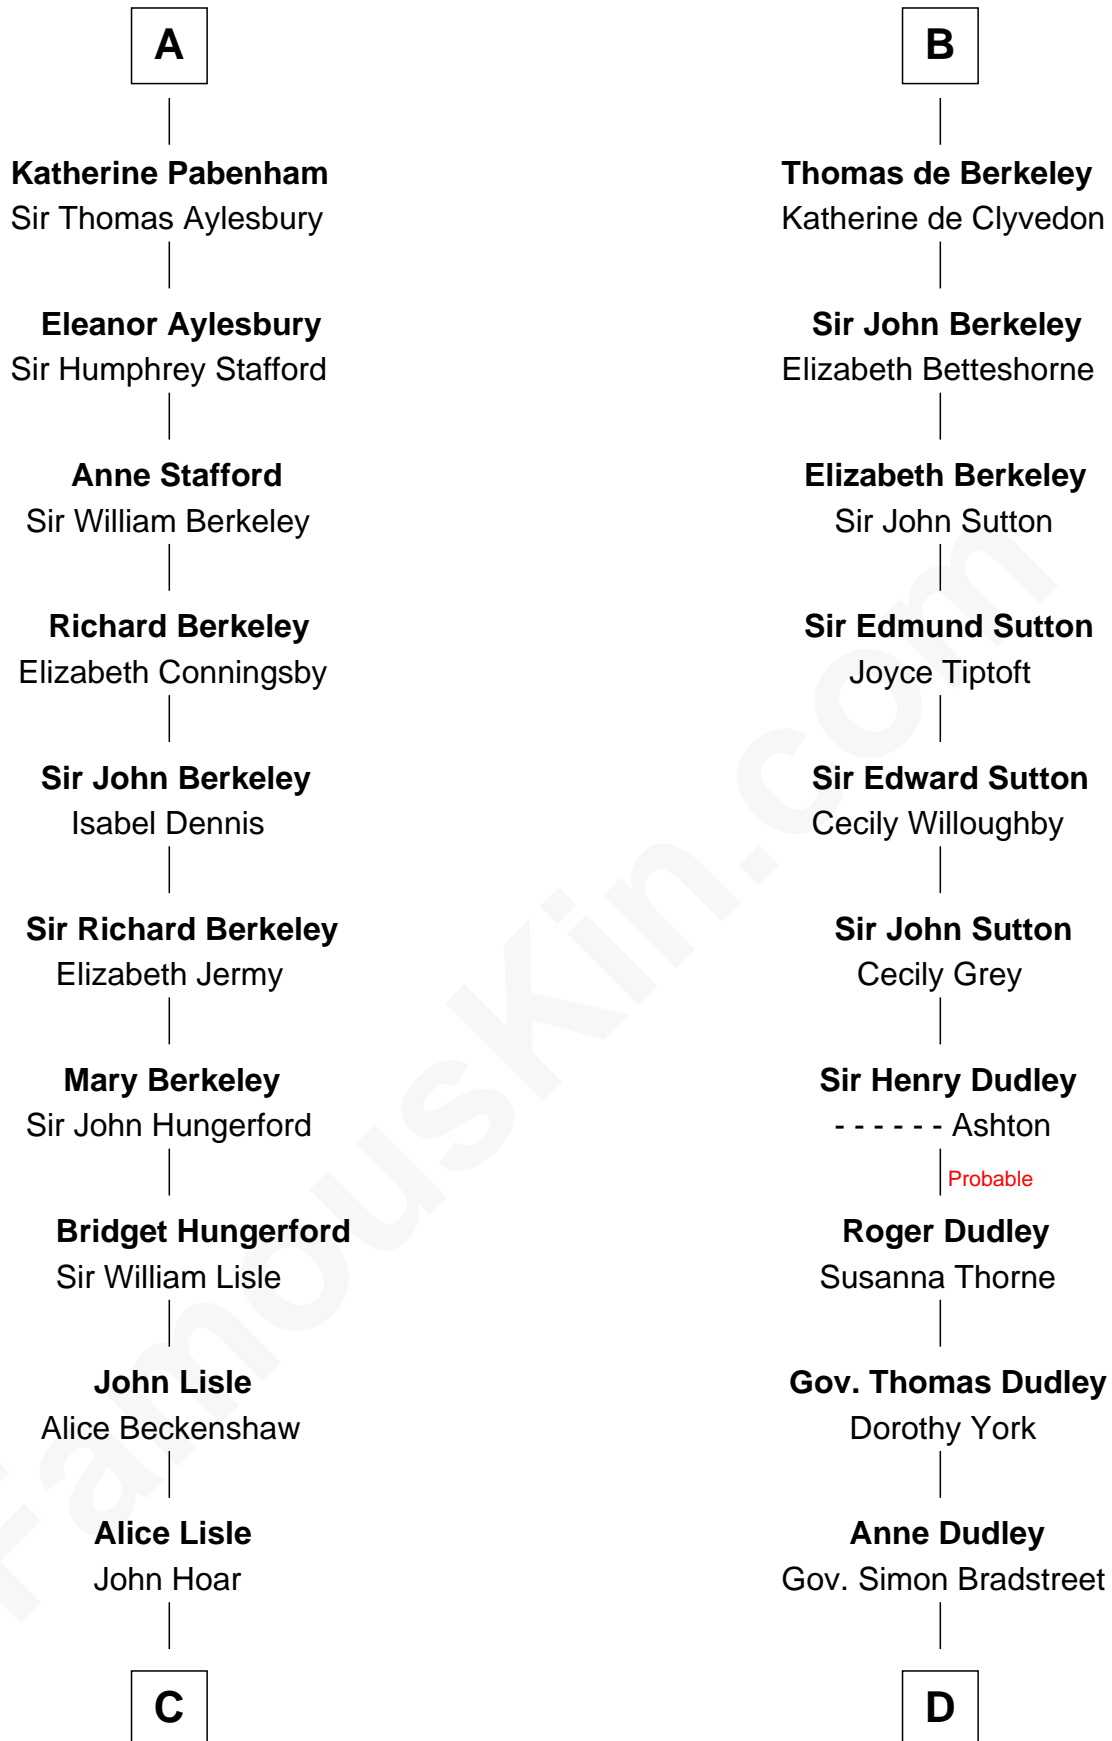 A
Katherine Pabenham
Sir Thomas Aylesbury
Eleanor Aylesbury
Sir Humphrey Stafford
Anne Stafford
Sir William Berkeley
Richard Berkeley
Elizabeth Conningsby
Sir John Berkeley
Isabel Dennis
Sir Richard Berkeley
Elizabeth Jermy
Mary Berkeley
Sir John Hungerford
Bridget Hungerford
Sir William Lisle
John Lisle
Alice Beckenshaw
Alice Lisle
John Hoar
C
B
Thomas de Berkeley
Katherine de Clyvedon
Sir John Berkeley
Elizabeth Betteshorne
Elizabeth Berkeley
Sir John Sutton
Sir Edmund Sutton
Joyce Tiptoft
Sir Edward Sutton
Cecily Willoughby
Sir John Sutton
Cecily Grey
Sir Henry Dudley
- - - - - - Ashton
Probable
Roger Dudley
Susanna Thorne
Gov. Thomas Dudley
Dorothy York
Anne Dudley
Gov. Simon Bradstreet
D
FamousKin.com